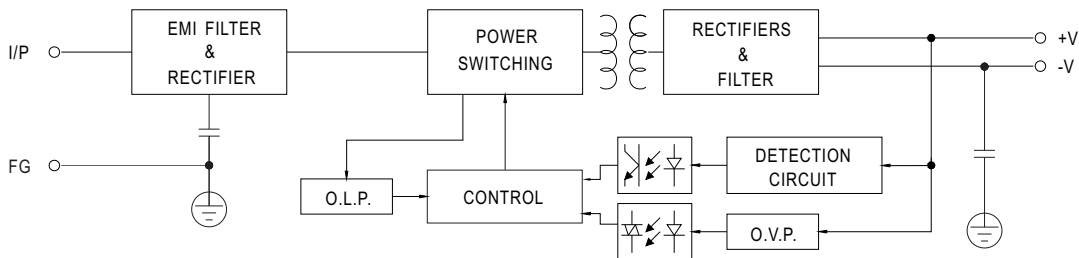 I/P
EMI FILTER
&
RECTIFIER
POWER
SWITCHING
RECTIFIERS
&
FILTER
+V
-V
FG
O.L.P.
CONTROL
DETECTION
CIRCUIT
O.V.P.